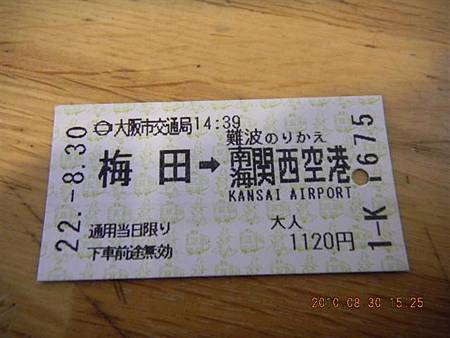 22.-8.30
大阪市交通局14:39
難波のりかえ
梅田➡南海関西空港
KANSAI AIRPORT
通用当日限り
大人
下車前途無効
1120円
1-K 1675
2010 08 30 15:25